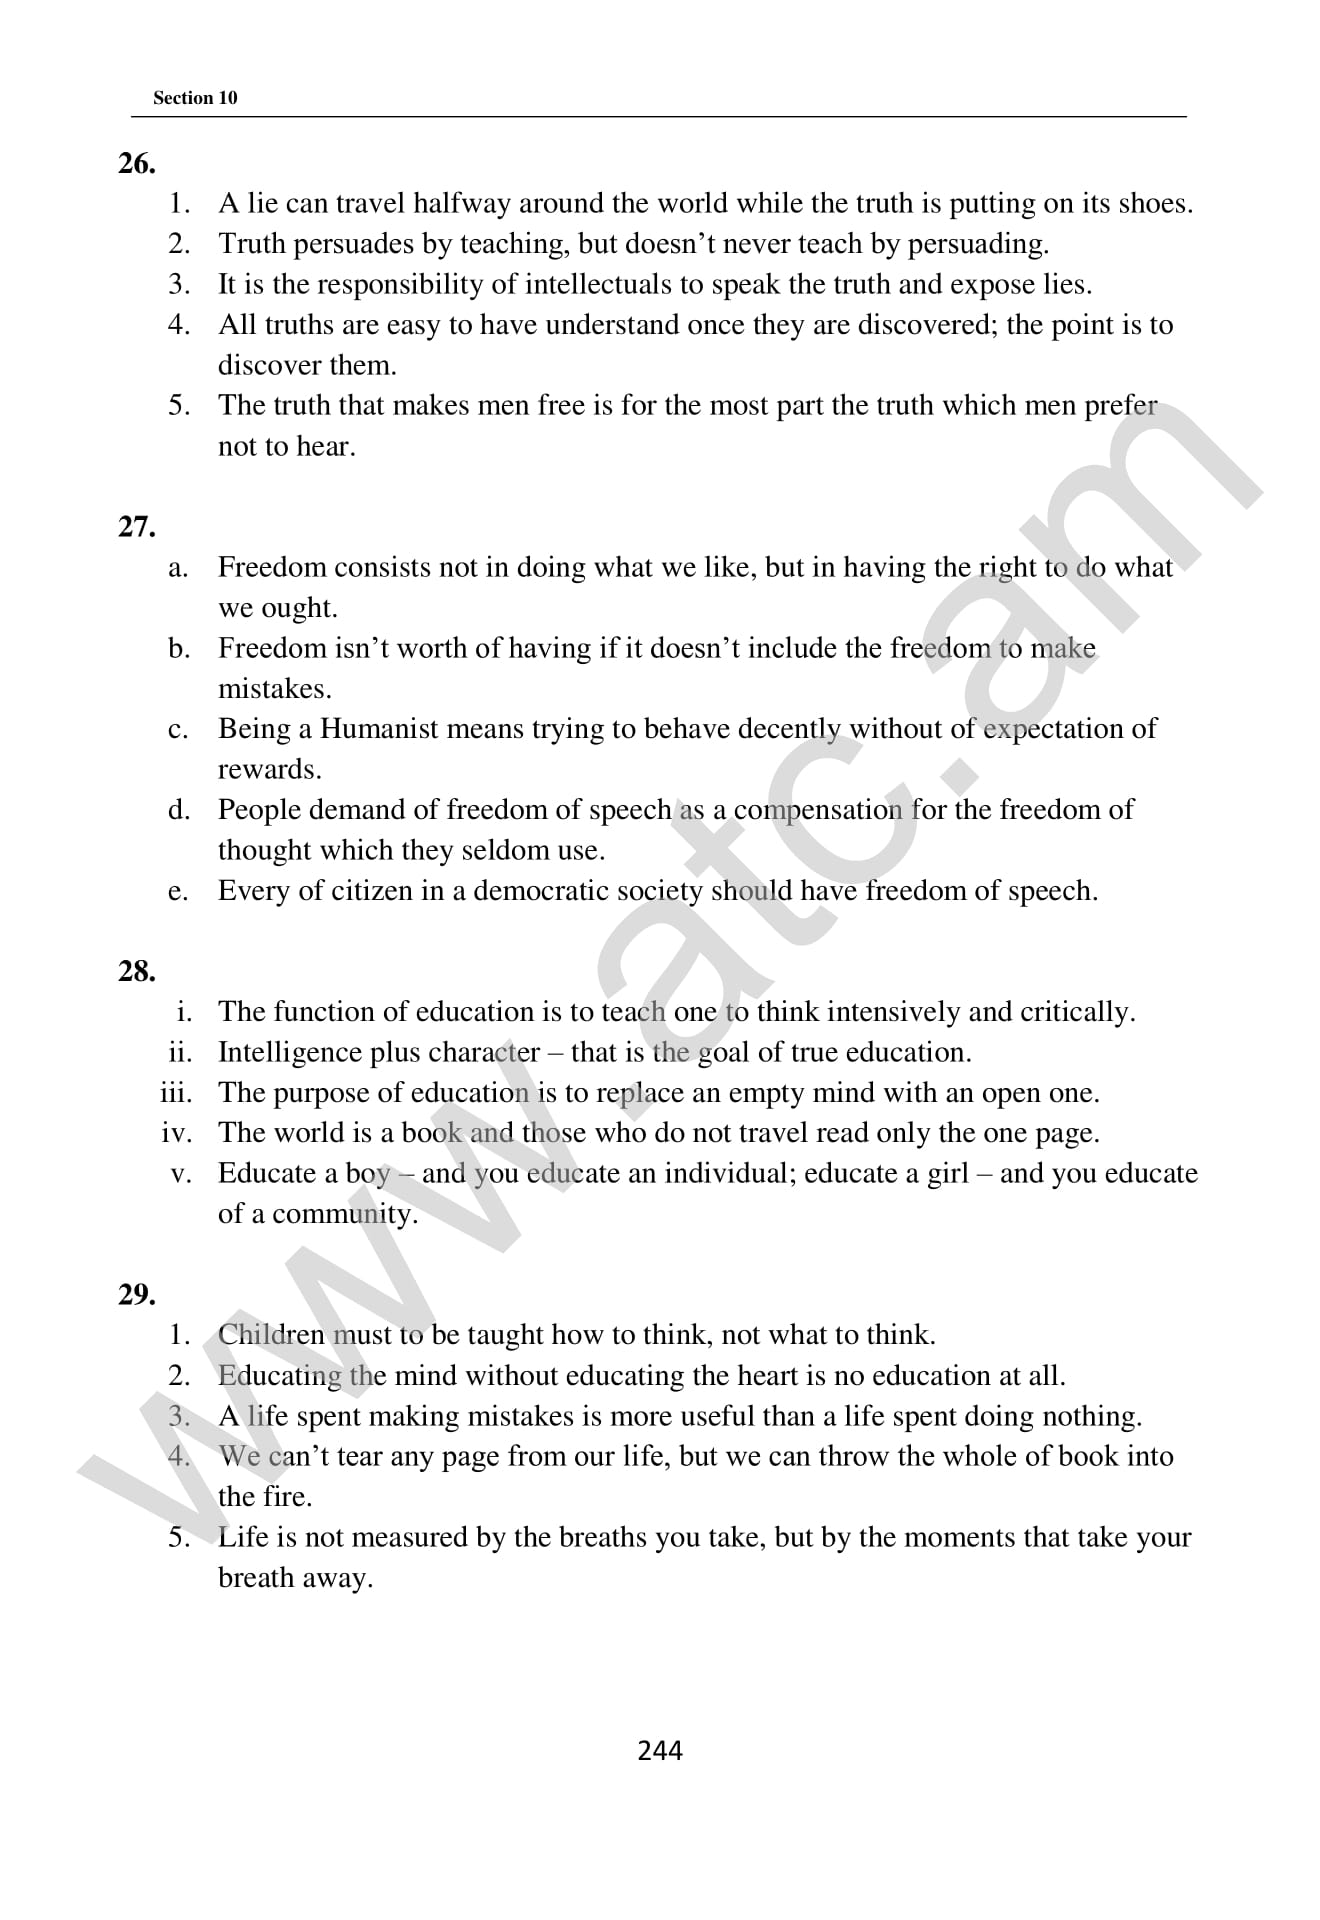 Section 10
26.
1. A lie can travel halfway around the world while the truth is putting on its shoes.
2. Truth persuades by teaching, but doesn’t never teach by persuading.
3. It is the responsibility of intellectuals to speak the truth and expose lies.
4. All truths are easy to have understand once they are discovered; the point is to
discover them.
5. The truth that makes men free is for the most part the truth which men prefer
not to hear.
27.
a. Freedom consists not in doing what we like, but in having the right to do what
we ought.
b. Freedom isn’t worth of having if it doesn’t include the freedom to make
mistakes.
c. Being a Humanist means trying to behave decently without of expectation of
rewards.
d. People demand of freedom of speech as a compensation for the freedom of
thought which they seldom use.
e. Every of citizen in a democratic society should have freedom of speech.
28.
i. The function of education is to teach one to think intensively and critically.
ii. Intelligence plus character – that is the goal of true education.
iii. The purpose of education is to replace an empty mind with an open one.
iv. The world is a book and those who do not travel read only the one page.
v. Educate a boy – and you educate an individual; educate a girl – and you educate
of a community.
29.
1. Children must to be taught how to think, not what to think.
2. Educating the mind without educating the heart is no education at all.
3. A life spent making mistakes is more useful than a life spent doing nothing.
4. We can’t tear any page from our life, but we can throw the whole of book into
the fire.
5. Life is not measured by the breaths you take, but by the moments that take your
breath away.
244
www.atc.am